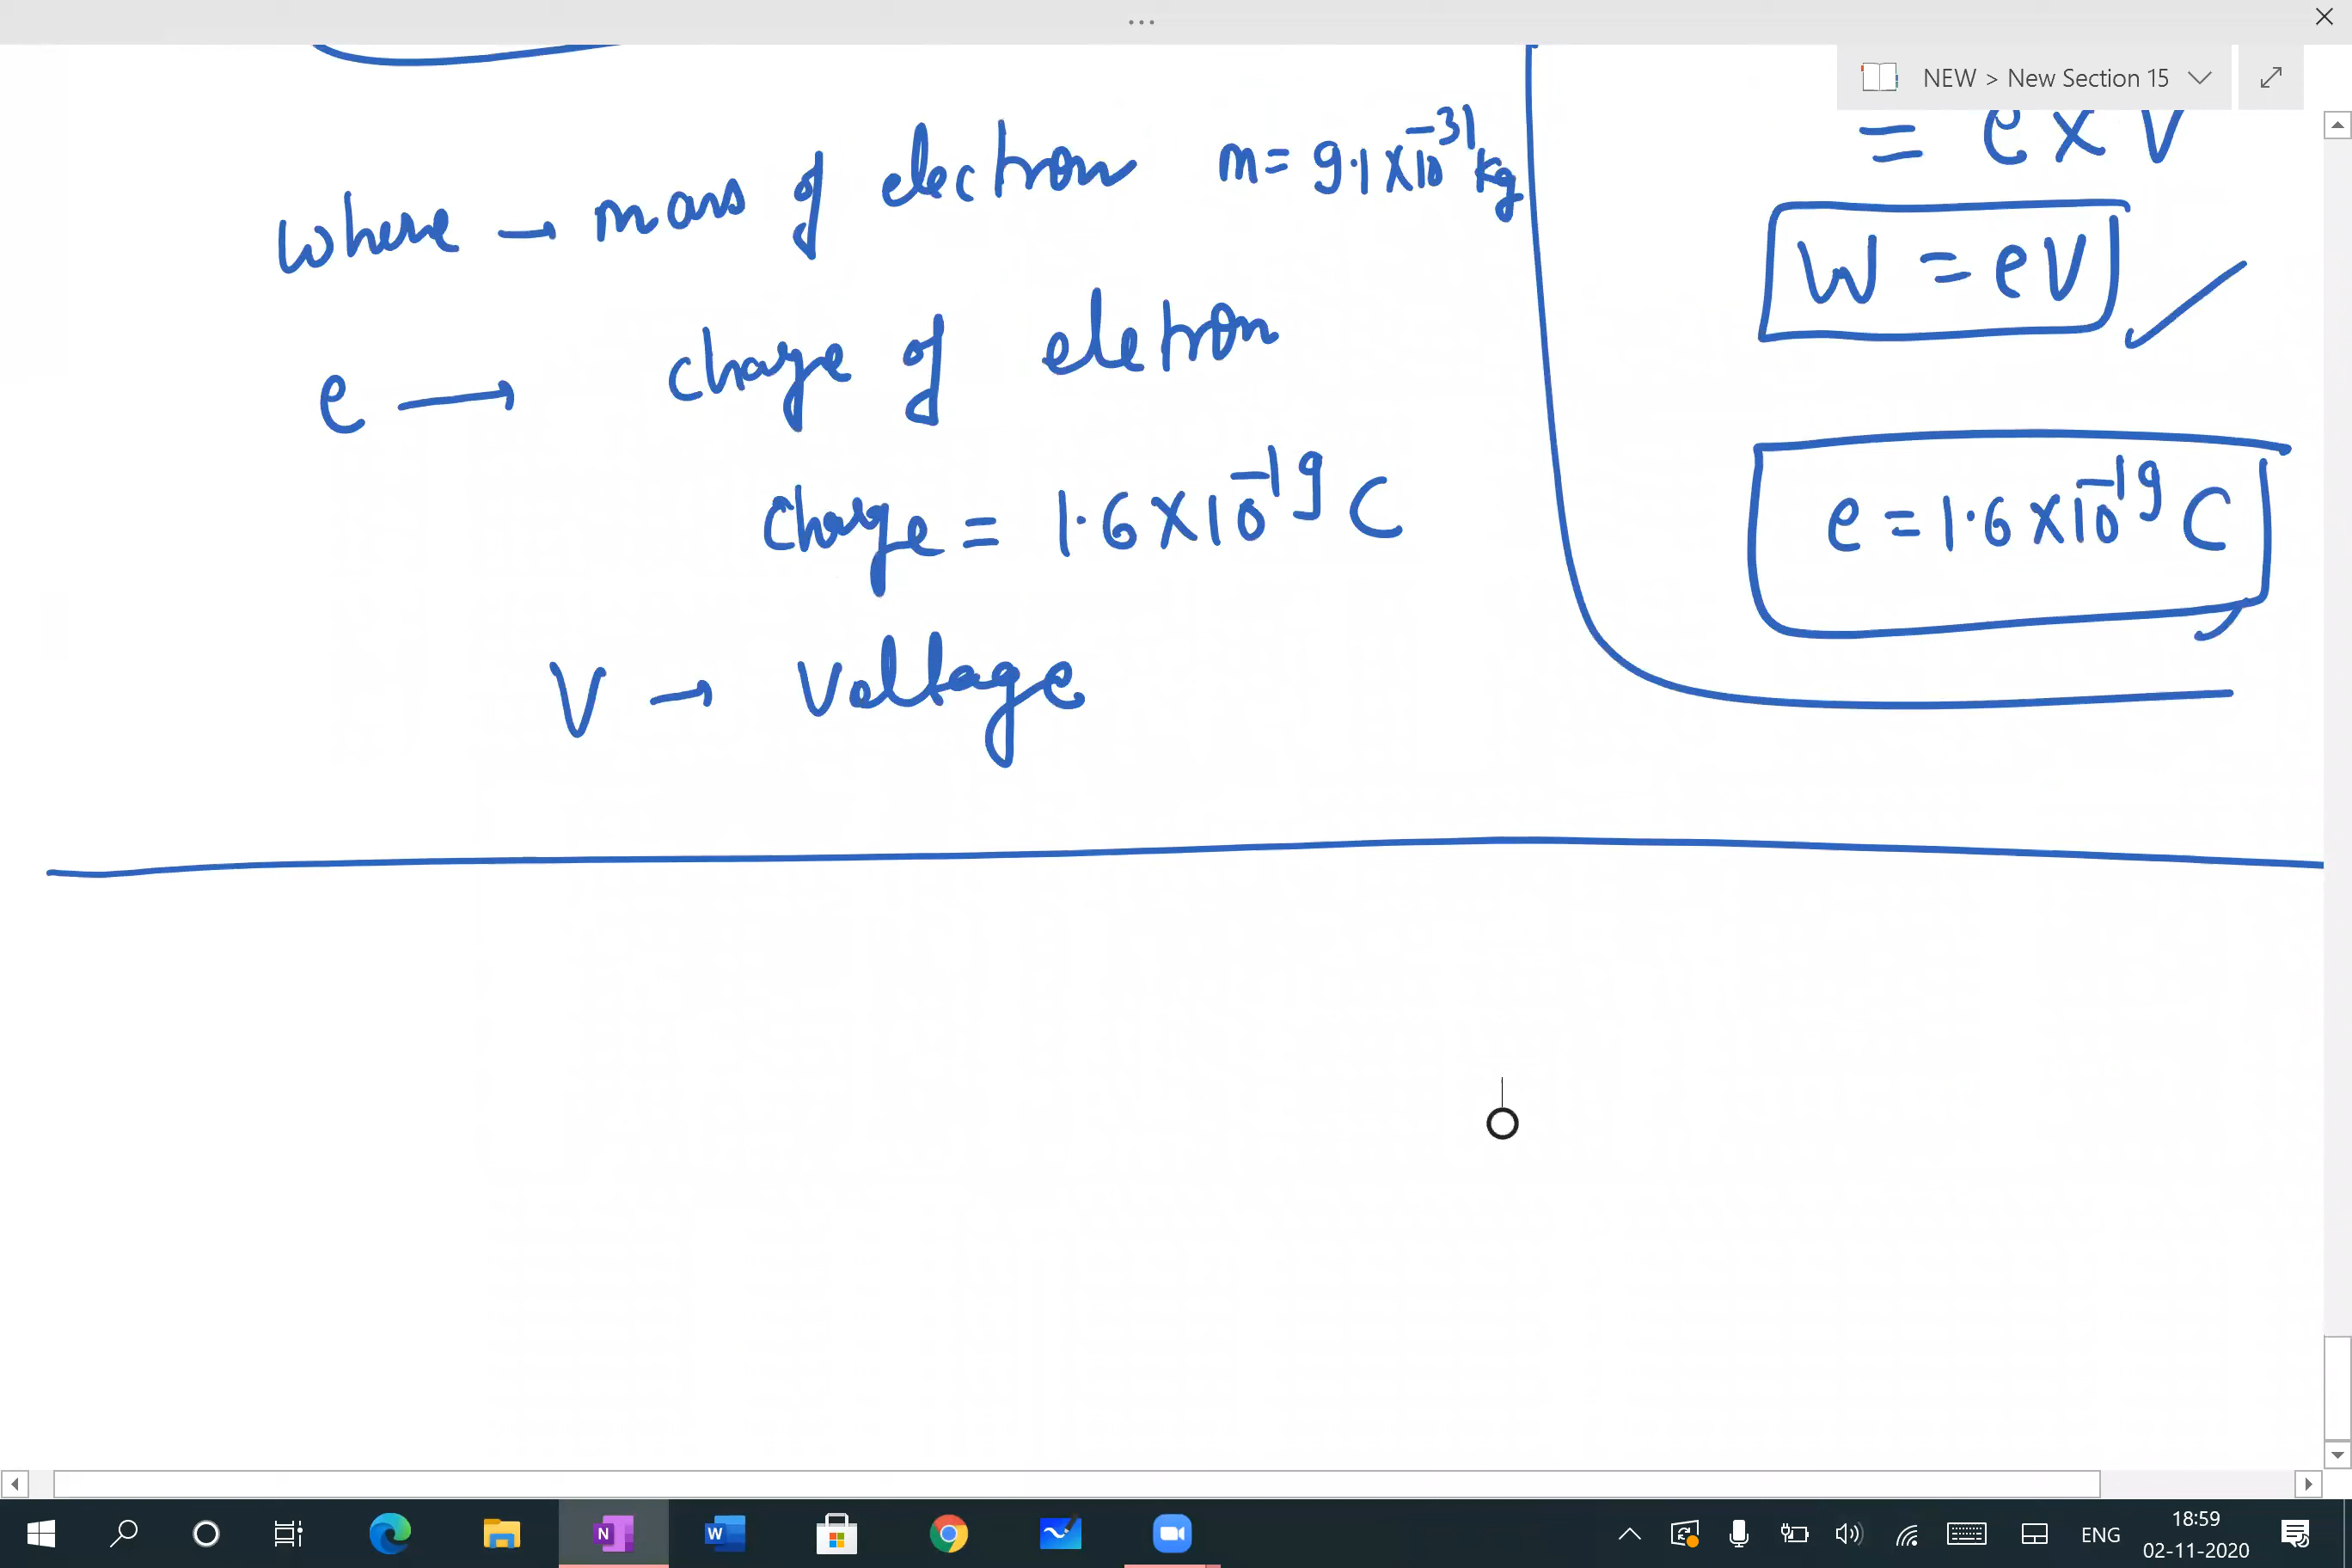 NEW > New Section 15
where → mass of electron m = 9.1×10⁻³¹ kg
e → charge of eletron
charge = 1.6×10⁻¹⁹ C
V → Voltage
= e × V
W = eV
e = 1.6×10⁻¹⁹ C
N
W
ENG
18:59
02-11-2020